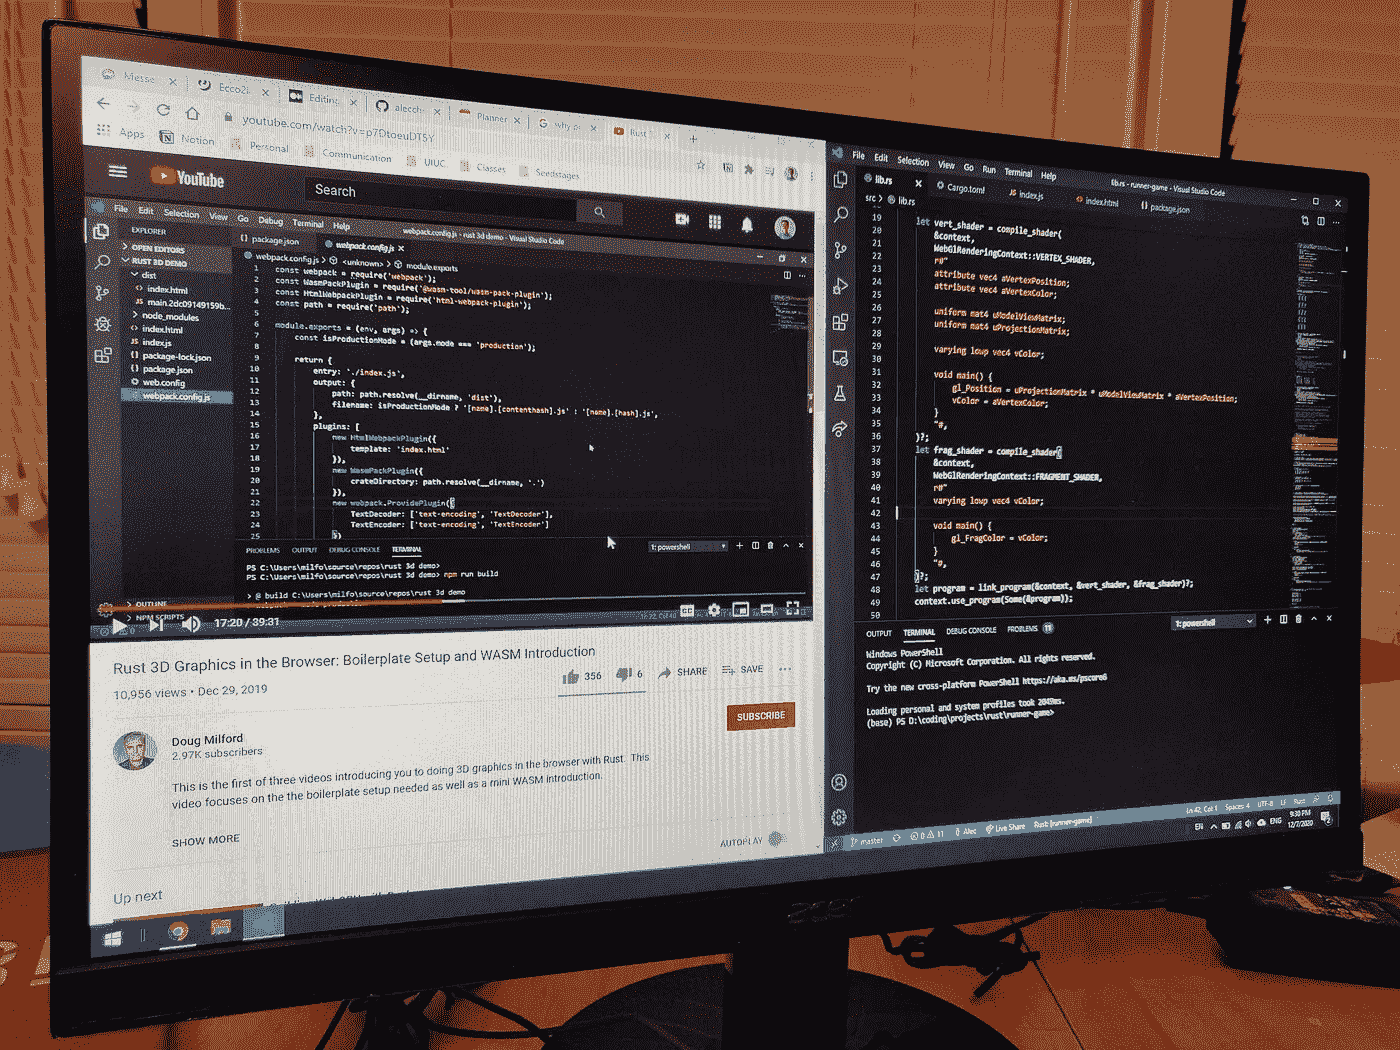 Messe
Ecco2
Editing
alecch
Planner
Rust
youtube.com/watch?v=p7DtoeuDT5Y
Apps
Notion
Personal
Communication
UIUC
Classes
Seedstages
YouTube
Search
File Edit Selection View Go Debug Terminal Help
webpack.config.js - rust 3d demo - Visual Studio Code
EXPLORER
OPEN EDITORS
RUST 3D DEMO
dist
index.html
main.2dc09149159b...
node_modules
index.html
index.js
package-lock.json
package.json
web.config
webpack.config.js
OUTLINE
NPM SCRIPTS
package.json
webpack.config.js
webpack.config.js > <unknown> > module.exports
1 const webpack = require('webpack');
2 const WasmPackPlugin = require('@wasm-tool/wasm-pack-plugin');
3 const HtmlWebpackPlugin = require('html-webpack-plugin');
4 const path = require('path');
5
6 module.exports = (env, args) => {
7 const isProductionMode = (args.mode === 'production');
8
9 return {
10 entry: './index.js',
11 output: {
12 path: path.resolve(__dirname, 'dist'),
13 filename: isProductionMode ? '[name].[contenthash].js' : '[name].[hash].js',
14 },
15 plugins: [
16 new HtmlWebpackPlugin({
17 template: 'index.html'
18 }),
19 new WasmPackPlugin({
20 crateDirectory: path.resolve(__dirname, '.')
21 }),
22 new webpack.ProvidePlugin({
23 TextDecoder: ['text-encoding', 'TextDecoder'],
24 TextEncoder: ['text-encoding', 'TextEncoder']
25 })
PROBLEMS OUTPUT DEBUG CONSOLE TERMINAL
1: powershell
PS C:\Users\milfo\source\repos\rust 3d demo>
PS C:\Users\milfo\source\repos\rust 3d demo> npm run build
> @ build C:\Users\milfo\source\repos\rust 3d demo
17:20 / 39:31
CC
Rust 3D Graphics in the Browser: Boilerplate Setup and WASM Introduction
10,956 views • Dec 29, 2019
356
6
SHARE
SAVE
SUBSCRIBE
Doug Milford
2.97K subscribers
This is the first of three videos introducing you to doing 3D graphics in the browser with Rust. This
video focuses on the the boilerplate setup needed as well as a mini WASM introduction.
SHOW MORE
AUTOPLAY
Up next
File Edit Selection View Go Run Terminal Help
lib.rs - runner-game - Visual Studio Code
lib.rs
Cargo.toml
index.js
index.html
package.json
src > lib.rs
19 let vert_shader = compile_shader(
20 &context,
21 WebGlRenderingContext::VERTEX_SHADER,
22 r#"
23 attribute vec4 aVertexPosition;
24 attribute vec4 aVertexColor;
25
26 uniform mat4 uModelViewMatrix;
27 uniform mat4 uProjectionMatrix;
28
29 varying lowp vec4 vColor;
30
31 void main() {
32 gl_Position = uProjectionMatrix * uModelViewMatrix * aVertexPosition;
33 vColor = aVertexColor;
34 }
35 "#,
36 )?;
37 let frag_shader = compile_shader(
38 &context,
39 WebGlRenderingContext::FRAGMENT_SHADER,
40 r#"
41 varying lowp vec4 vColor;
42
43 void main() {
44 gl_FragColor = vColor;
45 }
46 "#,
47 )?;
48 let program = link_program(&context, &vert_shader, &frag_shader)?;
49 context.use_program(Some(&program));
50
OUTPUT TERMINAL DEBUG CONSOLE PROBLEMS 11
1: powershell
Windows PowerShell
Copyright (C) Microsoft Corporation. All rights reserved.
Try the new cross-platform PowerShell https://aka.ms/pscore6
Loading personal and system profiles took 2049ms.
(base) PS D:\coding\projects\rust\runner-game>
master
0
11
Alec
Live Share
Rust: [runner-game]
Ln 42, Col 1
Spaces: 4
UTF-8
LF
Rust
EN
ENG
9:30 PM
12/7/2020